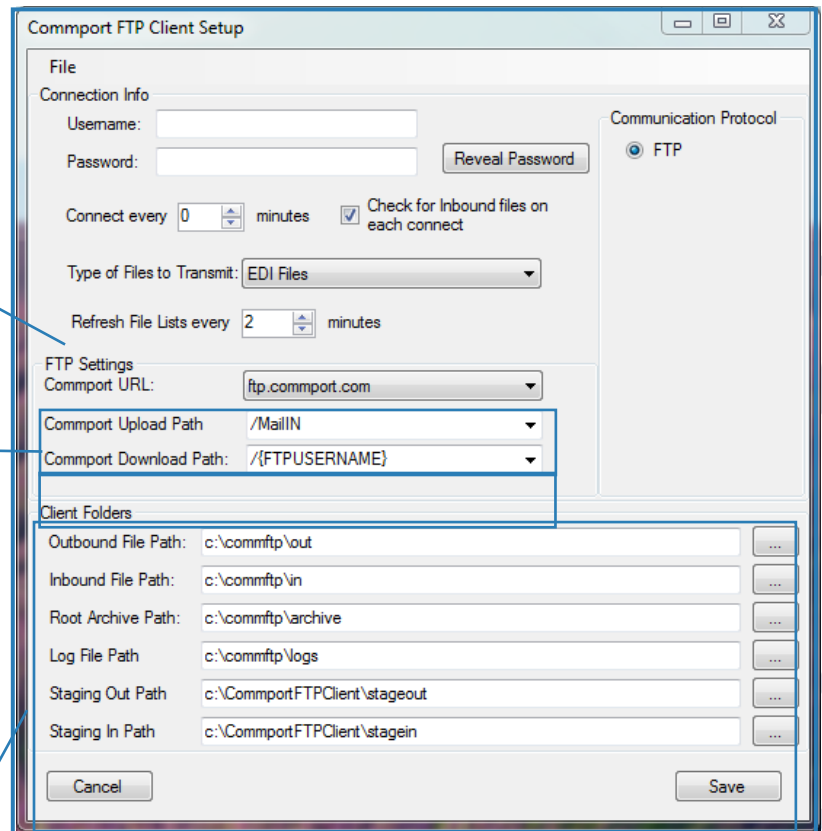 Commport FTP Client Setup
File
Connection Info
Username:
Password:
Reveal Password
Connect every 0 minutes
Check for Inbound files on
each connect
Type of Files to Transmit: EDI Files
Refresh File Lists every 2 minutes
Communication Protocol
FTP
FTP Settings
Commport URL: ftp.commport.com
Commport Upload Path /MailIN
Commport Download Path: /{FTPUSERNAME}
Client Folders
Outbound File Path: c:\commftp\out ...
Inbound File Path: c:\commftp\in ...
Root Archive Path: c:\commftp\archive ...
Log File Path c:\commftp\logs ...
Staging Out Path c:\CommportFTPClient\stageout ...
Staging In Path c:\CommportFTPClient\stagein ...
Cancel Save